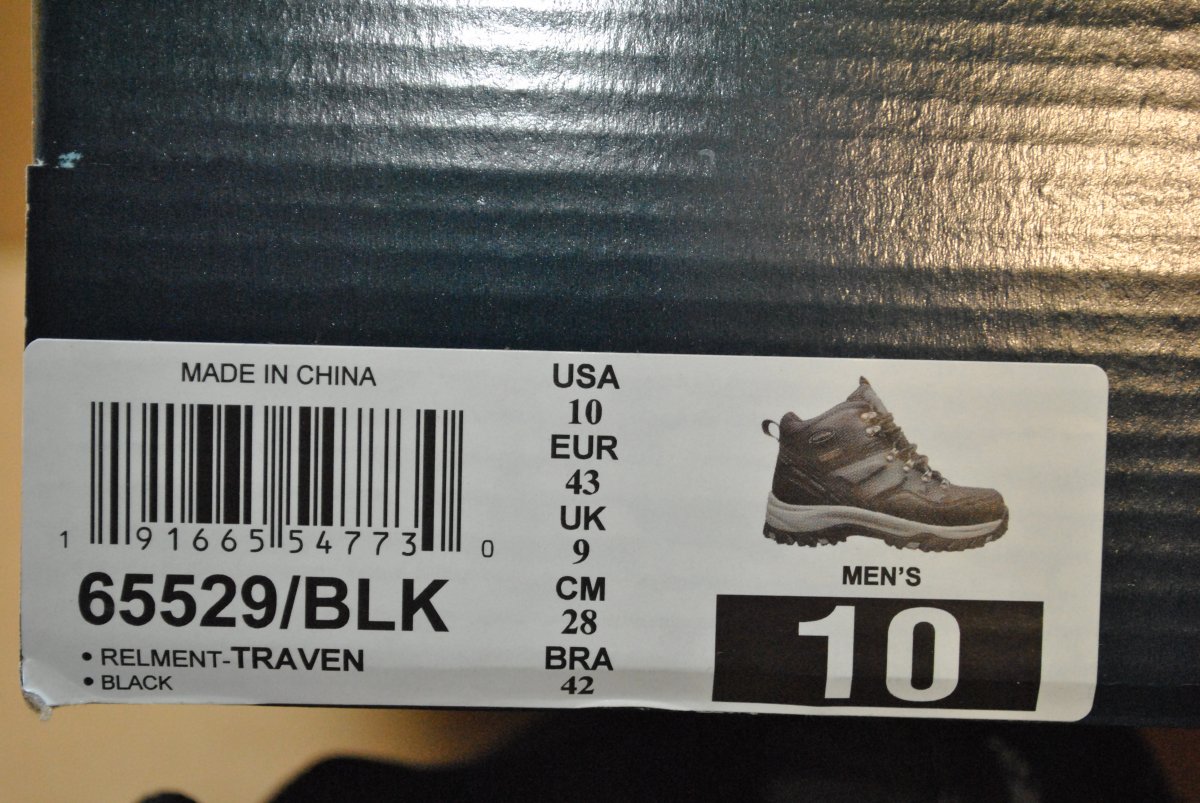 MADE IN CHINA
1 91665 54773 0
65529/BLK
• RELMENT-TRAVEN
• BLACK
USA
10
EUR
43
UK
9
CM
28
BRA
42
MEN'S
10